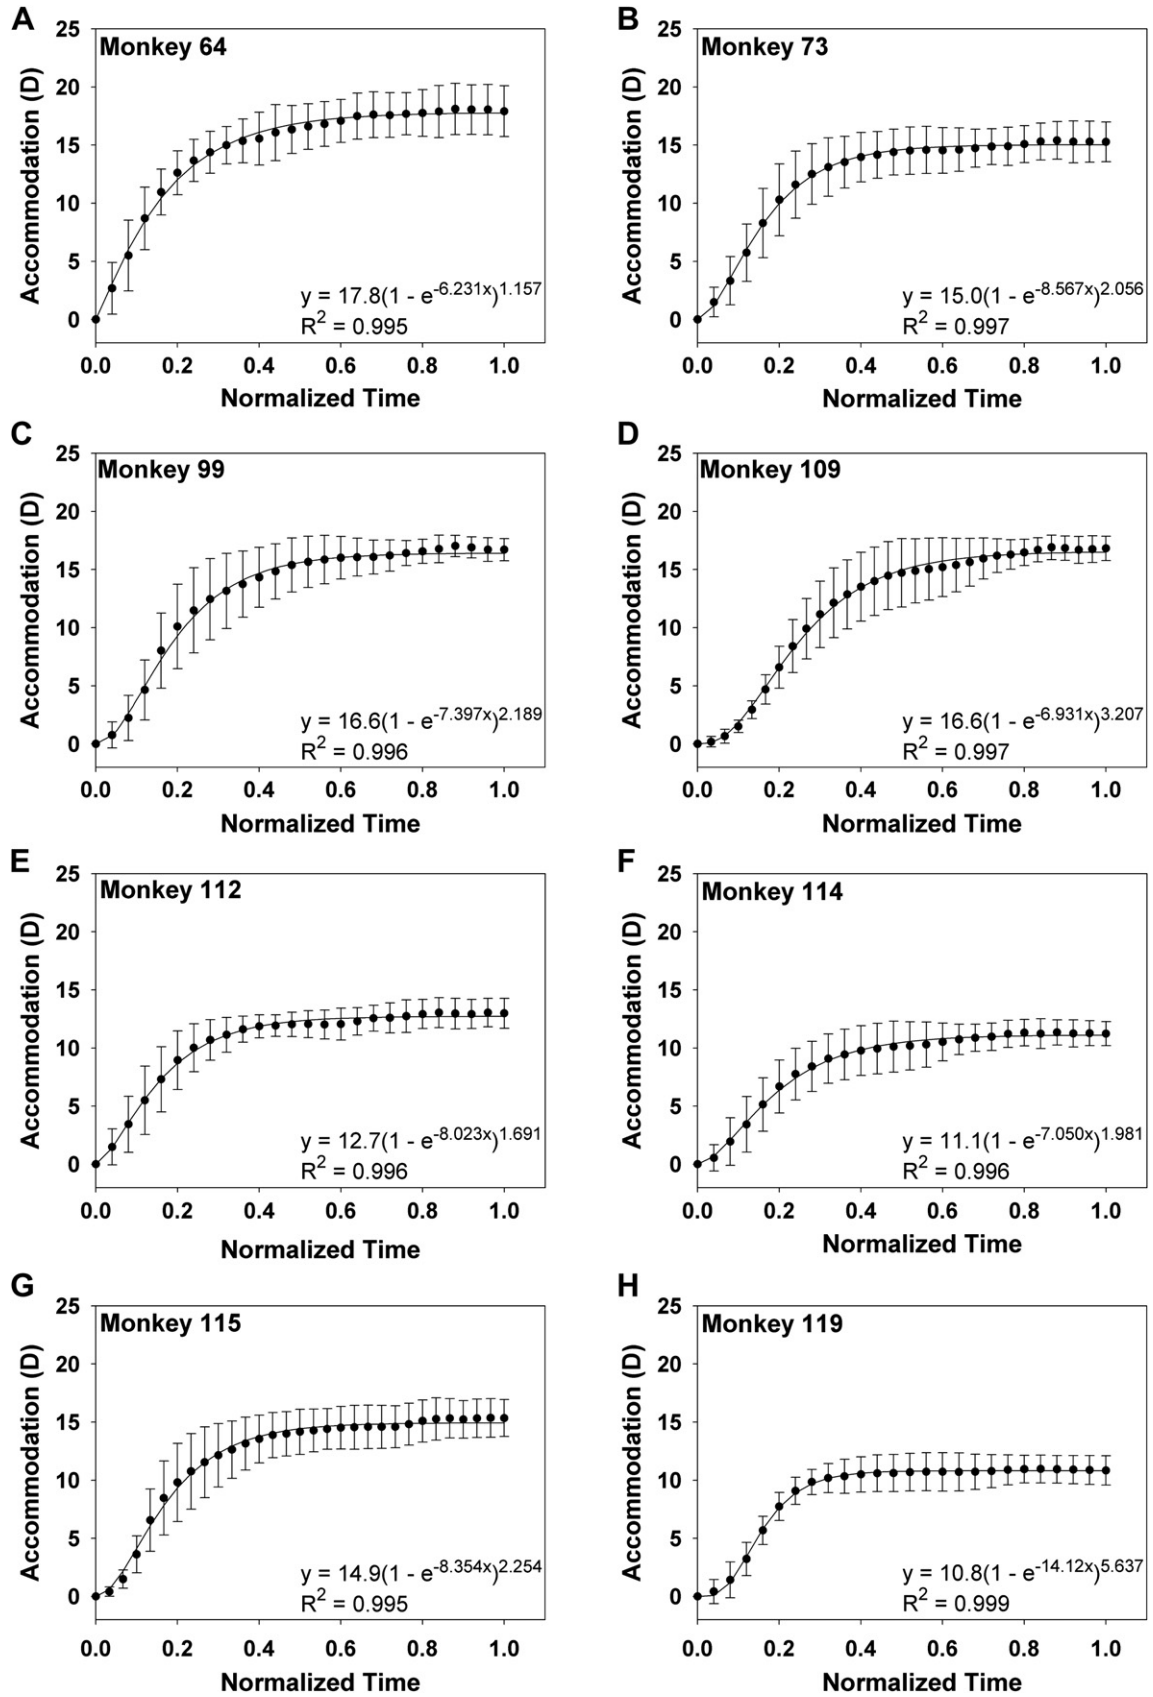 A
Monkey 64
Accommodation (D)
25
20
15
10
5
0
y = 17.8(1 - e^-6.231x)^1.157
R² = 0.995
0.0 0.2 0.4 0.6 0.8 1.0
Normalized Time
B
Monkey 73
Accommodation (D)
25
20
15
10
5
0
y = 15.0(1 - e^-8.567x)^2.056
R² = 0.997
0.0 0.2 0.4 0.6 0.8 1.0
Normalized Time
C
Monkey 99
Accommodation (D)
25
20
15
10
5
0
y = 16.6(1 - e^-7.397x)^2.189
R² = 0.996
0.0 0.2 0.4 0.6 0.8 1.0
Normalized Time
D
Monkey 109
Accommodation (D)
25
20
15
10
5
0
y = 16.6(1 - e^-6.931x)^3.207
R² = 0.997
0.0 0.2 0.4 0.6 0.8 1.0
Normalized Time
E
Monkey 112
Accommodation (D)
25
20
15
10
5
0
y = 12.7(1 - e^-8.023x)^1.691
R² = 0.996
0.0 0.2 0.4 0.6 0.8 1.0
Normalized Time
F
Monkey 114
Accommodation (D)
25
20
15
10
5
0
y = 11.1(1 - e^-7.050x)^1.981
R² = 0.996
0.0 0.2 0.4 0.6 0.8 1.0
Normalized Time
G
Monkey 115
Accommodation (D)
25
20
15
10
5
0
y = 14.9(1 - e^-8.354x)^2.254
R² = 0.995
0.0 0.2 0.4 0.6 0.8 1.0
Normalized Time
H
Monkey 119
Accommodation (D)
25
20
15
10
5
0
y = 10.8(1 - e^-14.12x)^5.637
R² = 0.999
0.0 0.2 0.4 0.6 0.8 1.0
Normalized Time